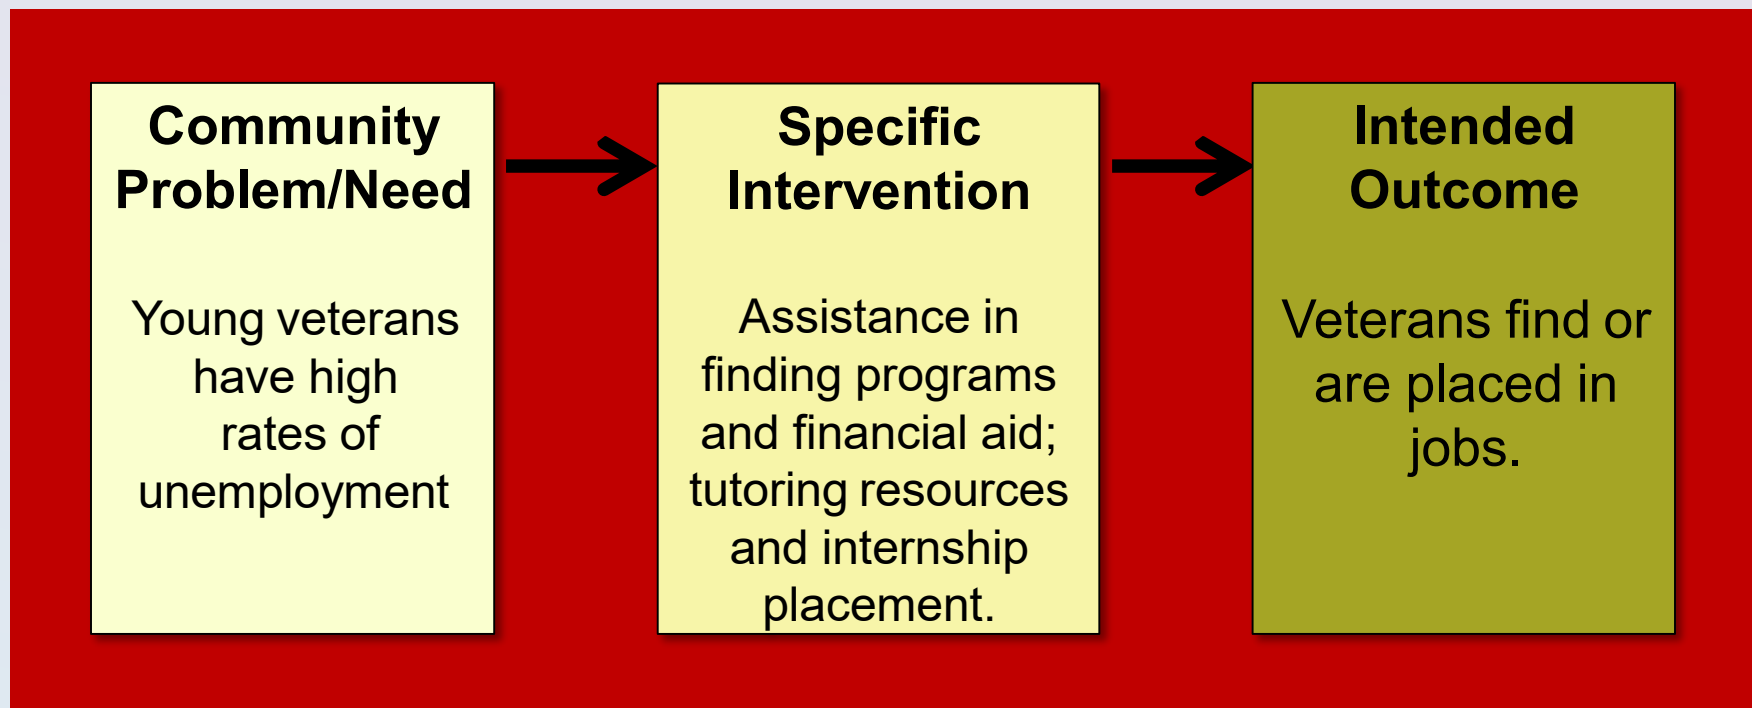 Community
Problem/Need
Young veterans
have high
rates of
unemployment
Specific
Intervention
Assistance in
finding programs
and financial aid;
tutoring resources
and internship
placement.
Intended
Outcome
Veterans find or
are placed in
jobs.